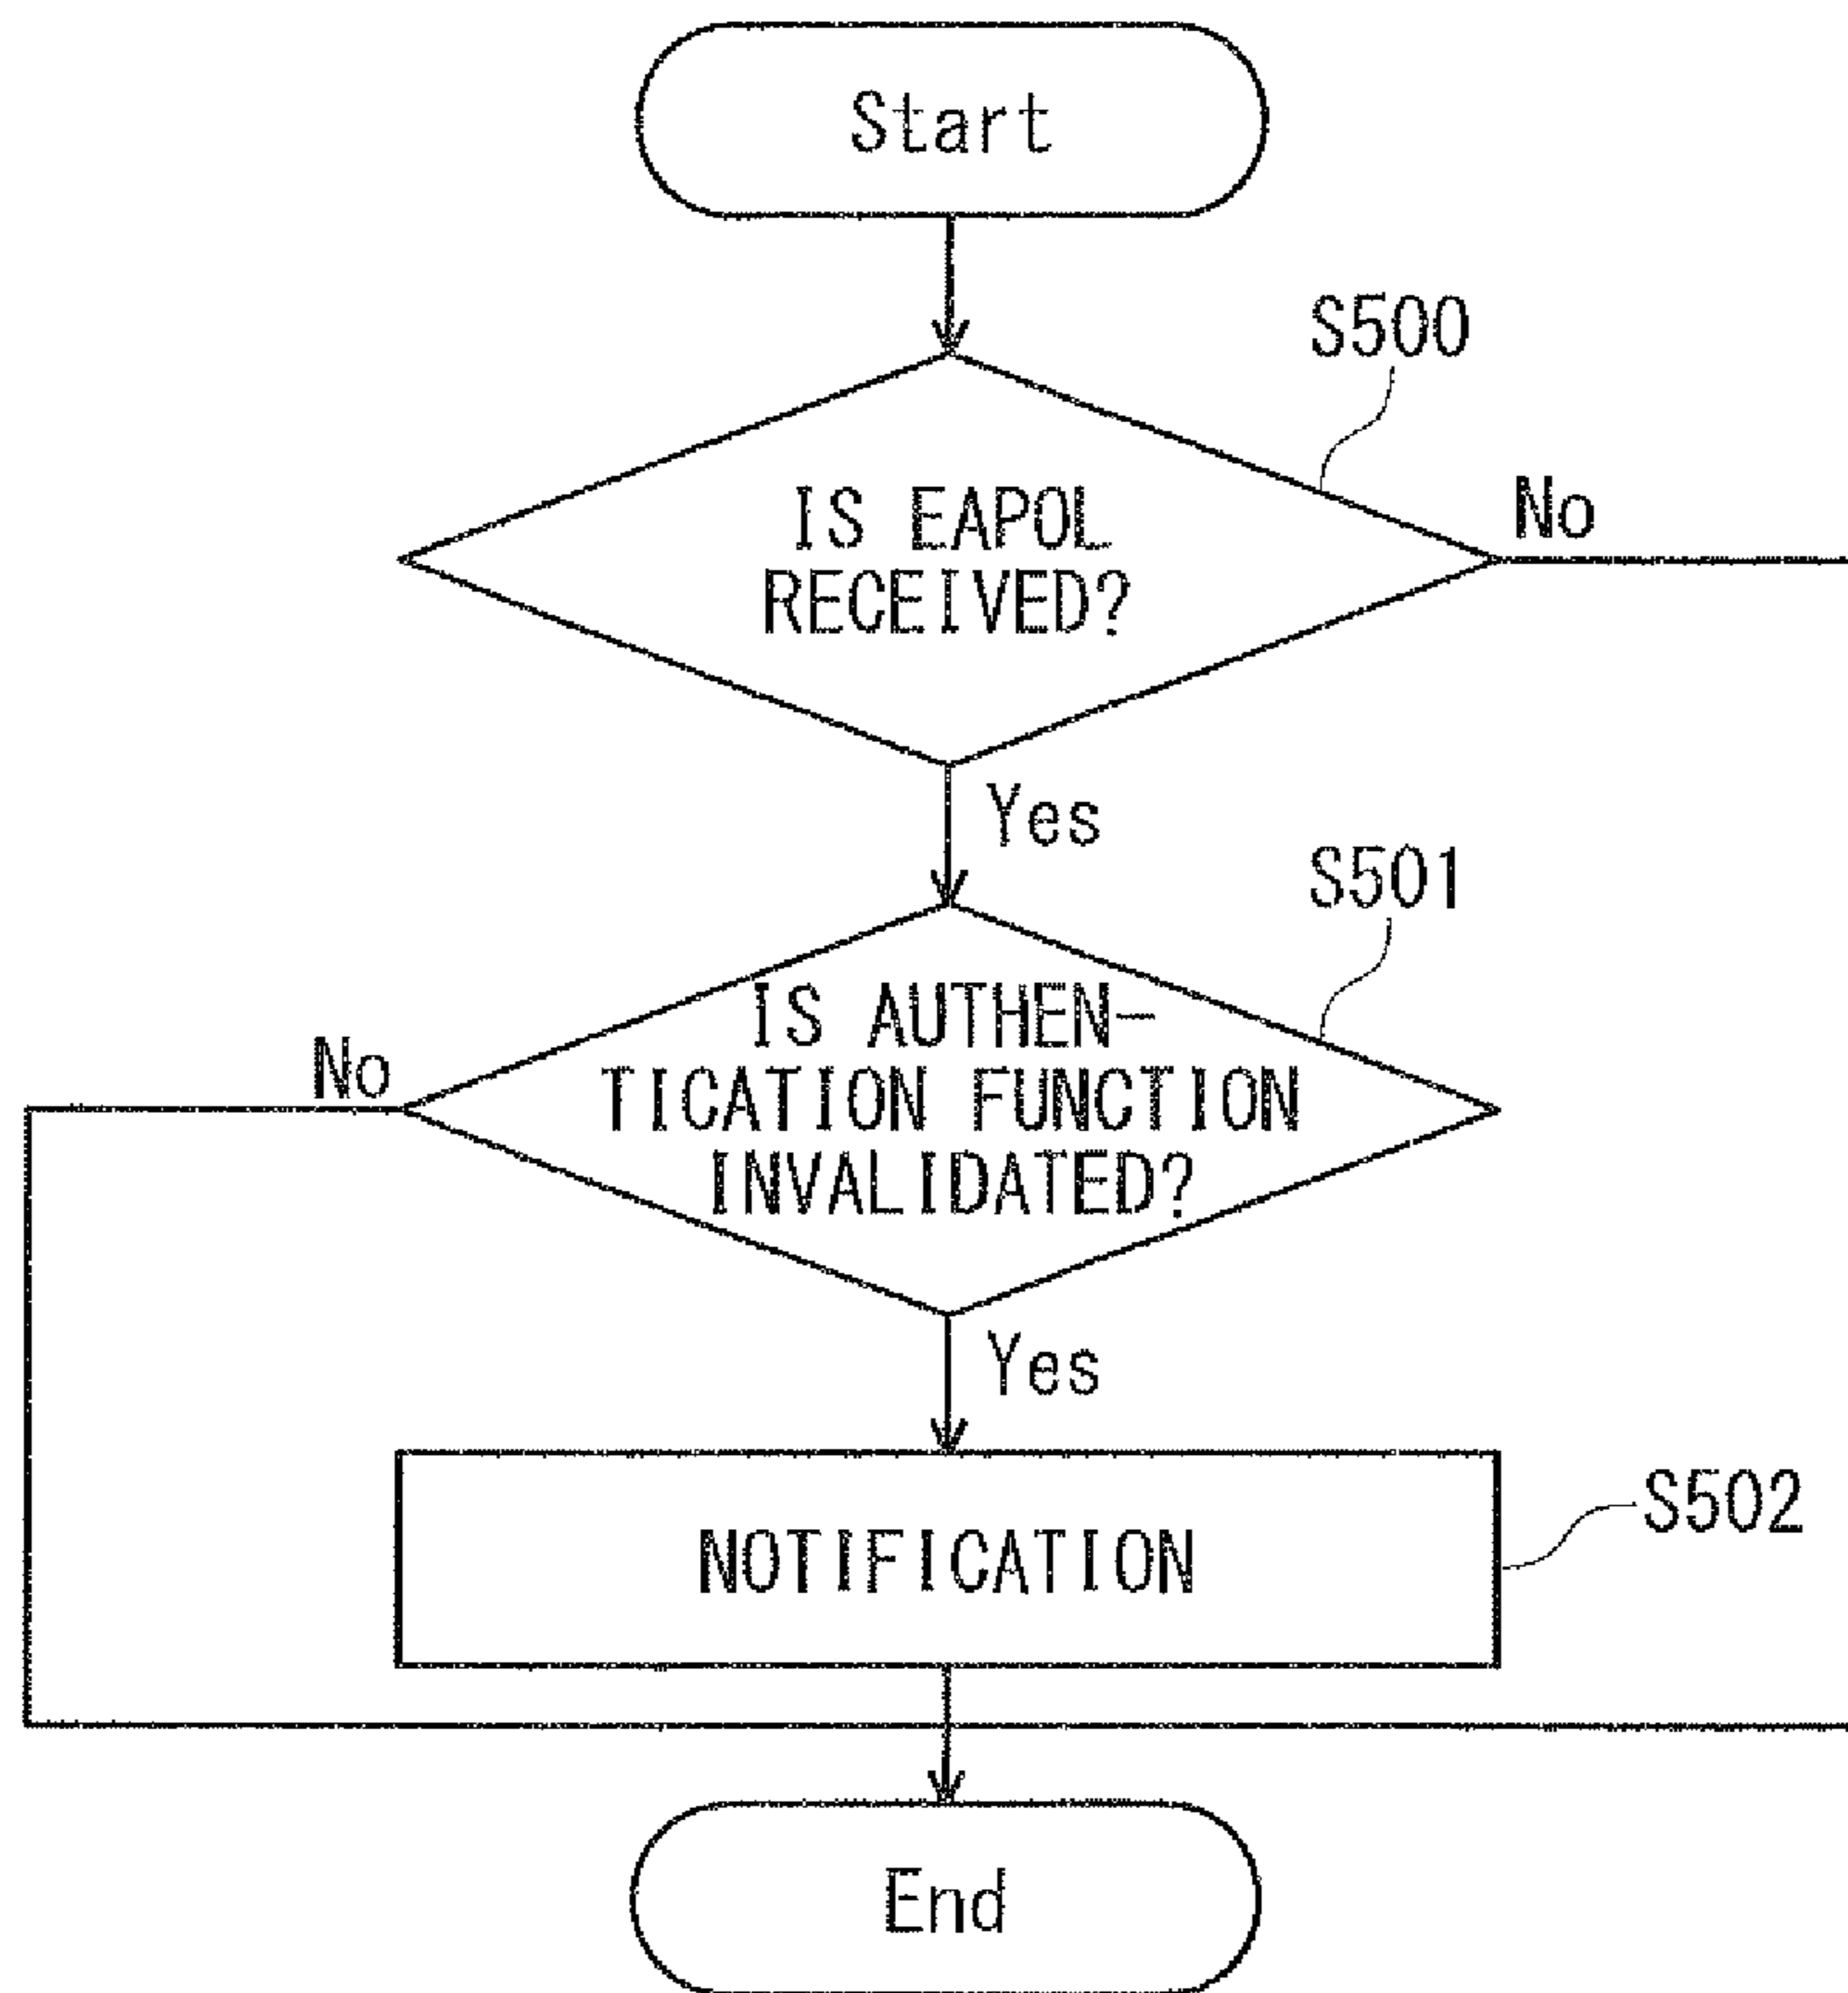 Start
S500
IS EAPOL
RECEIVED?
No
Yes
S501
IS AUTHEN-
TICATION FUNCTION
INVALIDATED?
No
Yes
NOTIFICATION
S502
End